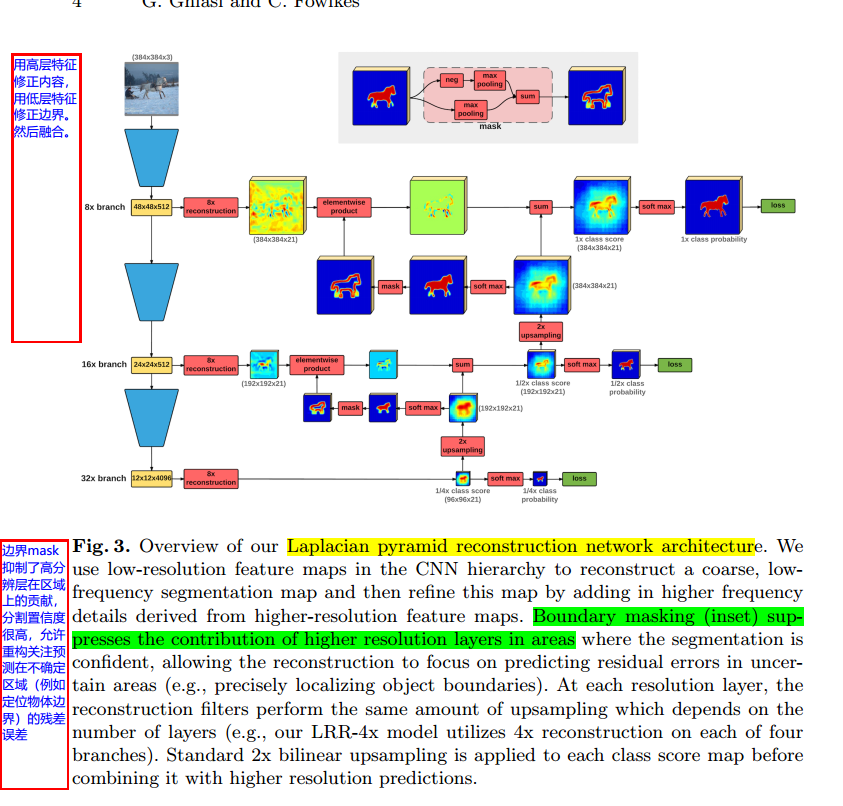 4 G. Ghiasi and C. Fowlkes
用高层特征
修正内容，
用低层特征
修正边界。
然后融合。
(384x384x3)
neg
max
pooling
max
pooling
sum
mask
8x branch
48x48x512
8x
reconstruction
(384x384x21)
elementwise
product
sum
1x class score
(384x384x21)
soft max
1x class probability
loss
mask
soft max
(384x384x21)
2x
upsampling
16x branch
24x24x512
8x
reconstruction
(192x192x21)
elementwise
product
sum
1/2x class score
(192x192x21)
soft max
1/2x class
probability
loss
mask
soft max
(192x192x21)
2x
upsampling
32x branch
12x12x4096
8x
reconstruction
1/4x class score
(96x96x21)
soft max
1/4x class
probability
loss
边界mask
抑制了高分
辨层在区域
上的贡献，
分割置信度
很高，允许
重构关注预
测在不确定
区域（例如
定位物体边
界）的残差
误差
Fig. 3. Overview of our Laplacian pyramid reconstruction network architecture. We
use low-resolution feature maps in the CNN hierarchy to reconstruct a coarse, low-
frequency segmentation map and then refine this map by adding in higher frequency
details derived from higher-resolution feature maps. Boundary masking (inset) sup-
presses the contribution of higher resolution layers in areas where the segmentation is
confident, allowing the reconstruction to focus on predicting residual errors in uncer-
tain areas (e.g., precisely localizing object boundaries). At each resolution layer, the
reconstruction filters perform the same amount of upsampling which depends on the
number of layers (e.g., our LRR-4x model utilizes 4x reconstruction on each of four
branches). Standard 2x bilinear upsampling is applied to each class score map before
combining it with higher resolution predictions.